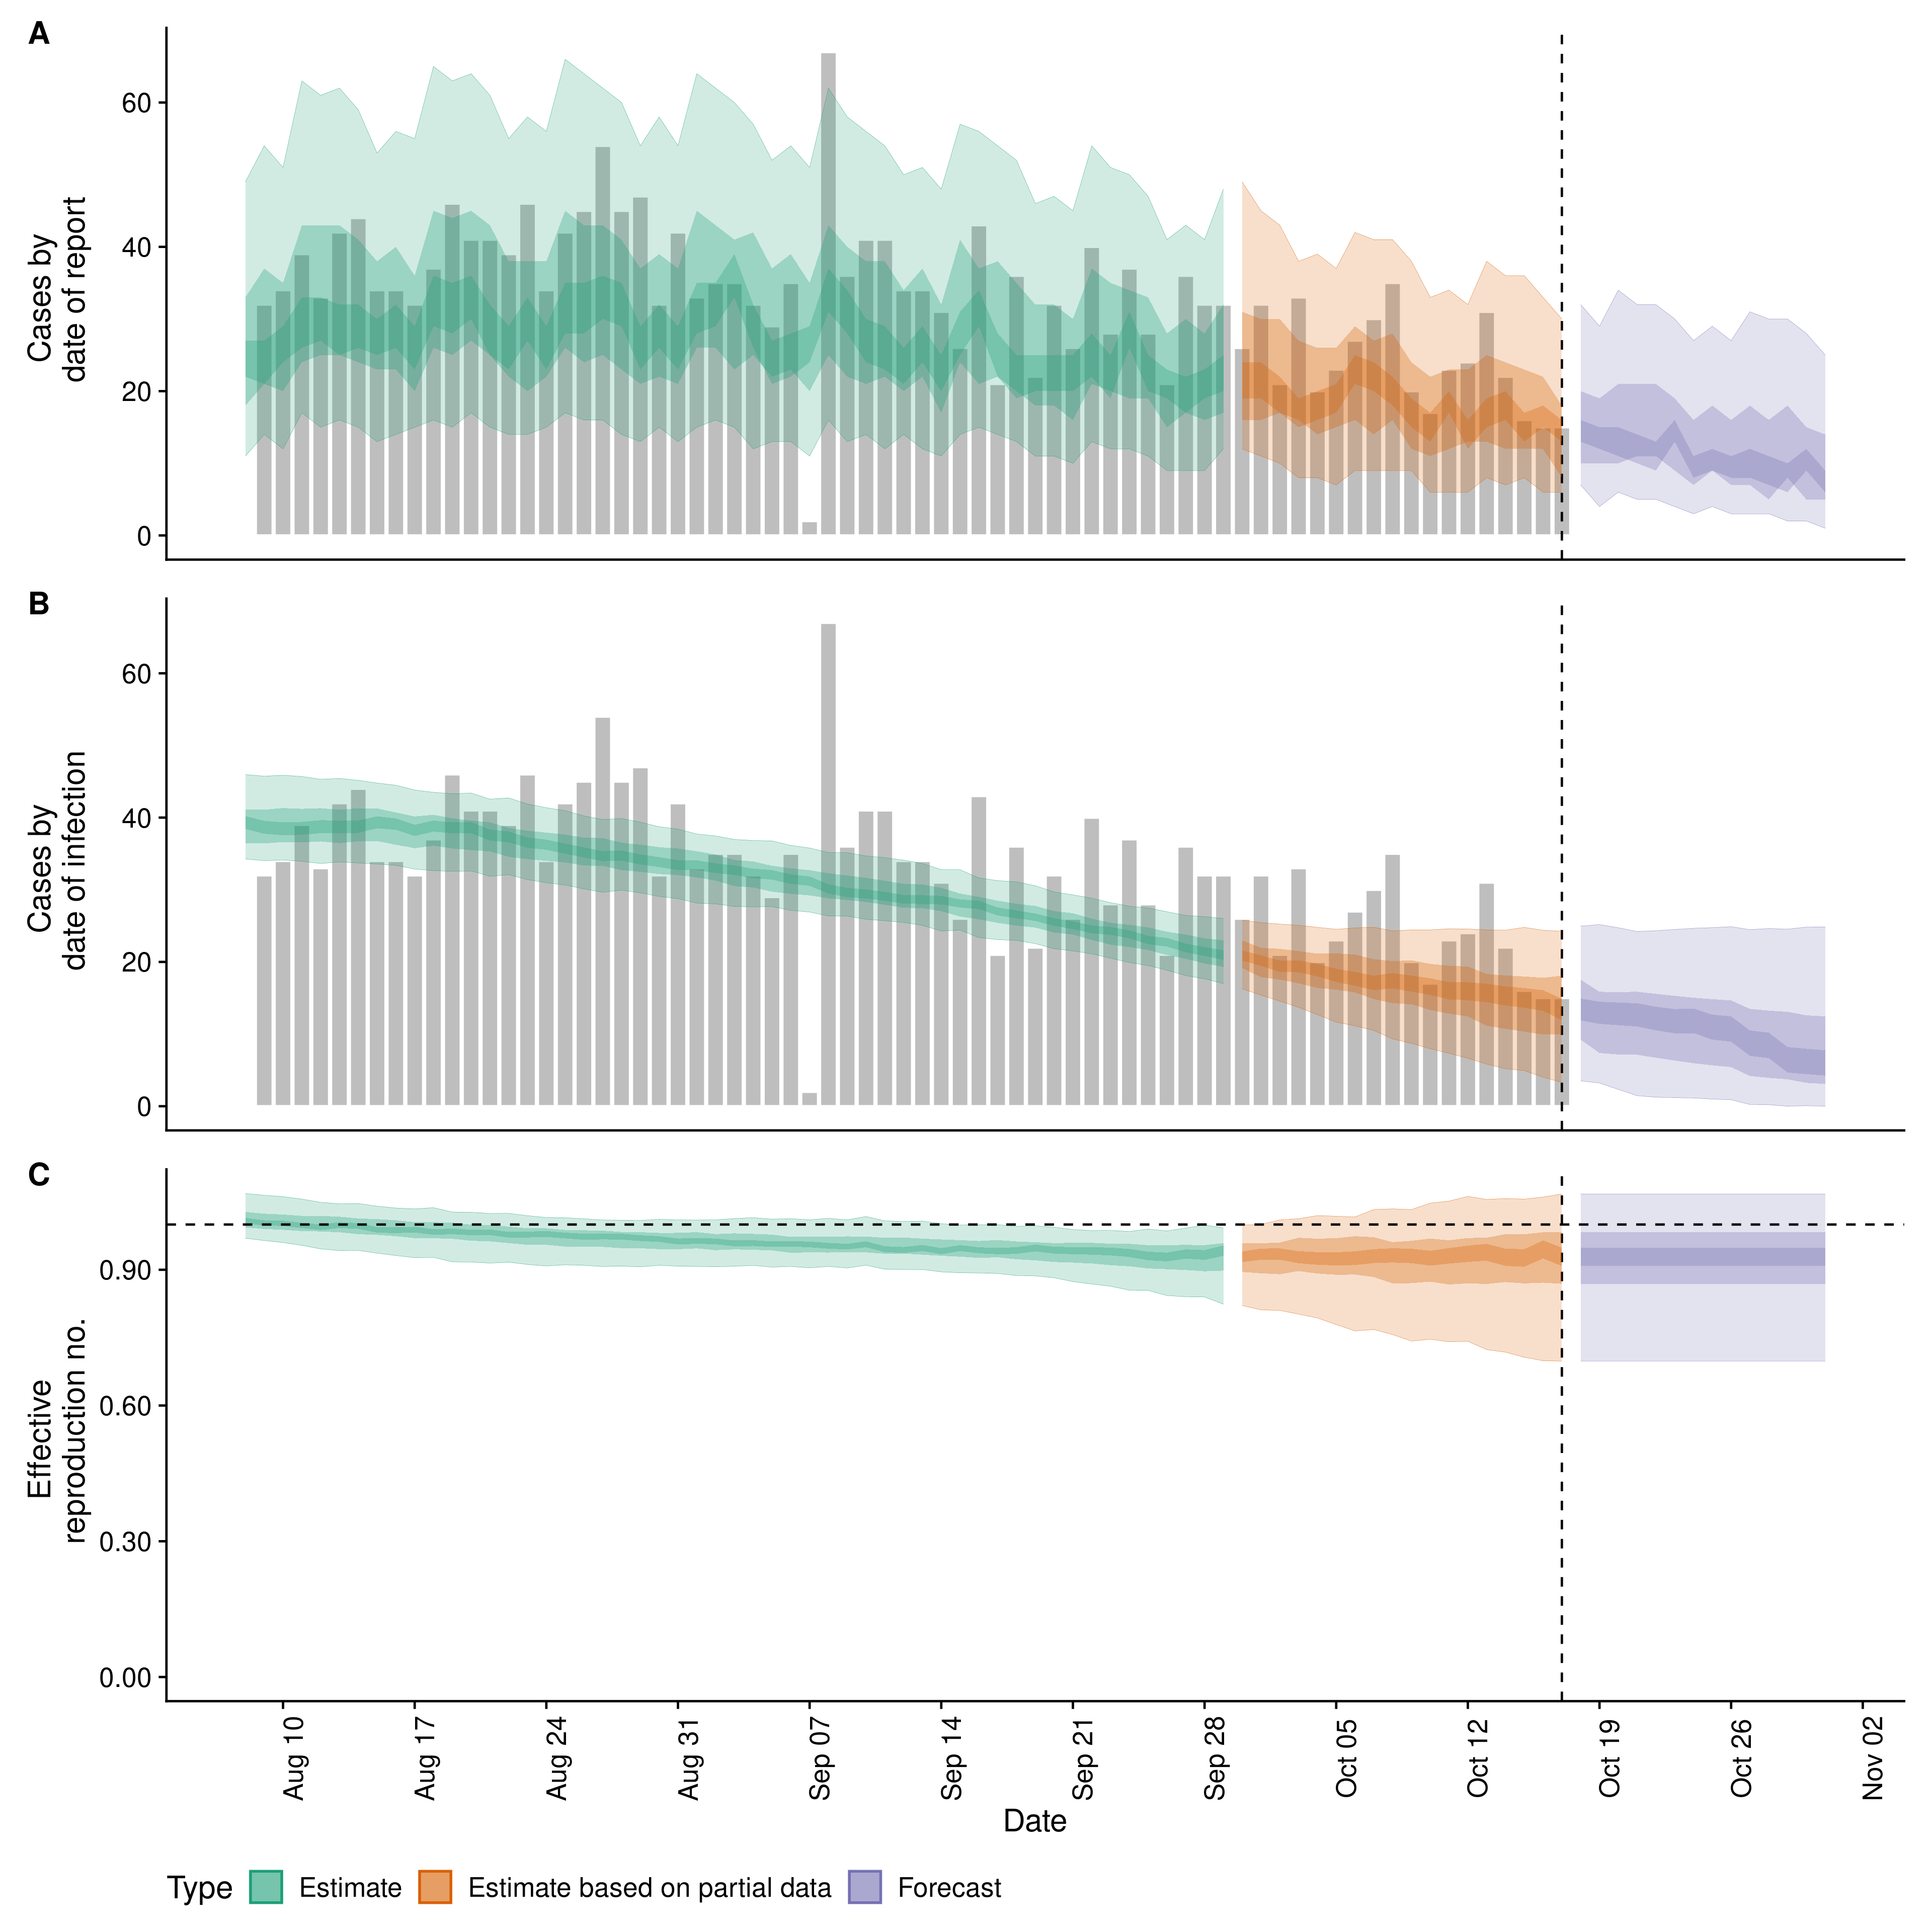 A
Cases by
date of report
60
40
20
0
B
Cases by
date of infection
60
40
20
0
C
Effective
reproduction no.
0.90
0.60
0.30
0.00
Aug 10
Aug 17
Aug 24
Aug 31
Sep 07
Sep 14
Sep 21
Sep 28
Oct 05
Oct 12
Oct 19
Oct 26
Nov 02
Date
Type Estimate Estimate based on partial data Forecast